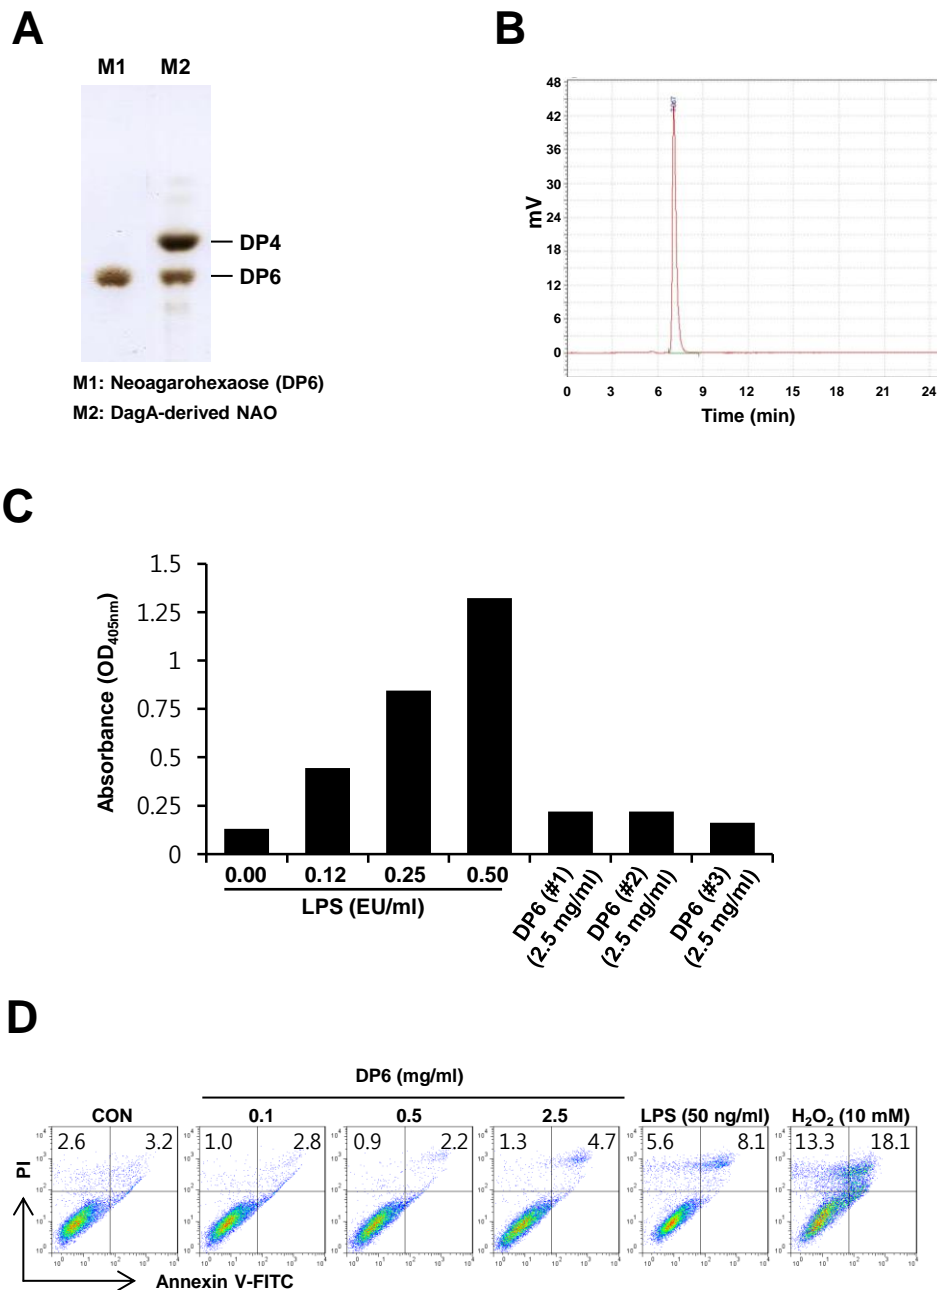 A
M1 M2
DP4
DP6
M1: Neoagarohexaose (DP6)
M2: DagA-derived NAO
B
48
42
36
30
24
18
12
6
0
mV
0 3 6 9 12 15 18 21 24
Time (min)
C
1.5
1.25
1
0.75
0.5
0.25
0
Absorbance (OD405nm)
0.00 0.12 0.25 0.50
LPS (EU/ml)
DP6 (#1)
(2.5 mg/ml)
DP6 (#2)
(2.5 mg/ml)
DP6 (#3)
(2.5 mg/ml)
D
DP6 (mg/ml)
CON 0.1 0.5 2.5 LPS (50 ng/ml) H₂O₂ (10 mM)
2.6 3.2 1.0 2.8 0.9 2.2 1.3 4.7 5.6 8.1 13.3 18.1
PI
Annexin V-FITC